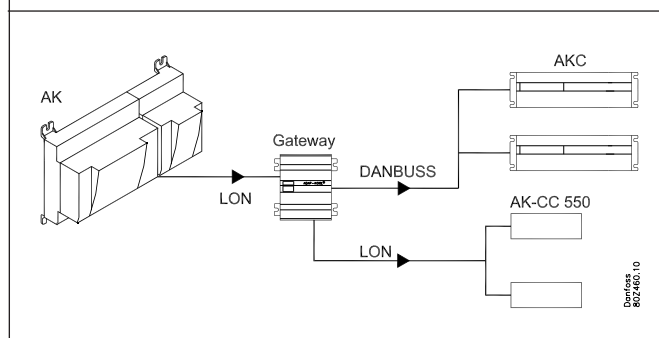 AK
AKC
Gateway
DANBUSS
LON
AK-CC 550
LON
Danfoss
80Z460.10